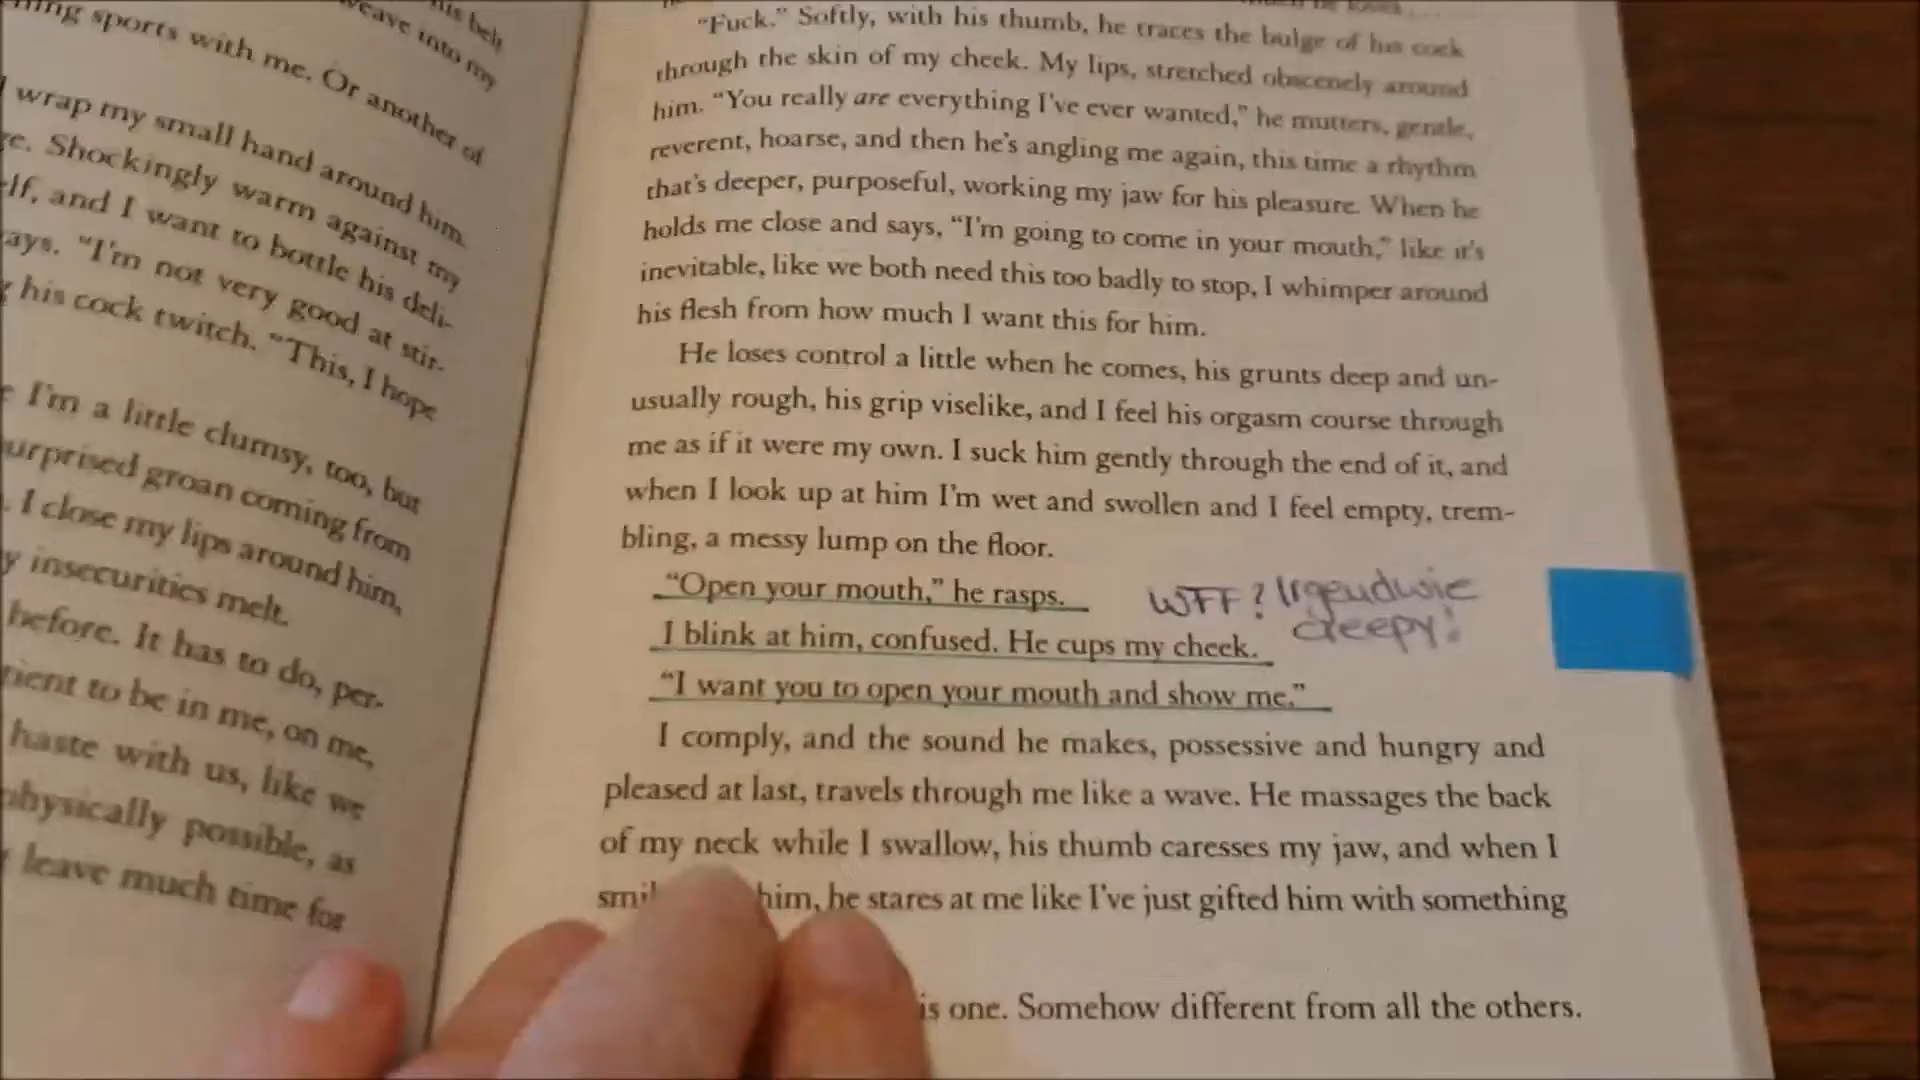 ning sports with me. Or another of
I wrap my small hand around him.
ge. Shockingly warm against my
elf, and I want to bottle his deli-
ays. "I'm not very good at stir-
g his cock twitch. "This, I hope
e I'm a little clumsy, too, but
urprised groan coming from
. I close my lips around him,
y insecurities melt.
before. It has to do, per-
tient to be in me, on me,
haste with us, like we
physically possible, as
t leave much time for
"Fuck." Softly, with his thumb, he traces the bulge of his cock
through the skin of my cheek. My lips, stretched obscenely around
him. "You really are everything I've ever wanted," he mutters, gentle,
reverent, hoarse, and then he's angling me again, this time a rhythm
that's deeper, purposeful, working my jaw for his pleasure. When he
holds me close and says, "I'm going to come in your mouth," like it's
inevitable, like we both need this too badly to stop, I whimper around
his flesh from how much I want this for him.
He loses control a little when he comes, his grunts deep and un-
usually rough, his grip viselike, and I feel his orgasm course through
me as if it were my own. I suck him gently through the end of it, and
when I look up at him I'm wet and swollen and I feel empty, trem-
bling, a messy lump on the floor.
"Open your mouth," he rasps.
WTF? Irgendwie
creepy!
I blink at him, confused. He cups my cheek.
"I want you to open your mouth and show me."
I comply, and the sound he makes, possessive and hungry and
pleased at last, travels through me like a wave. He massages the back
of my neck while I swallow, his thumb caresses my jaw, and when I
smil him, he stares at me like I've just gifted him with something
is one. Somehow different from all the others.